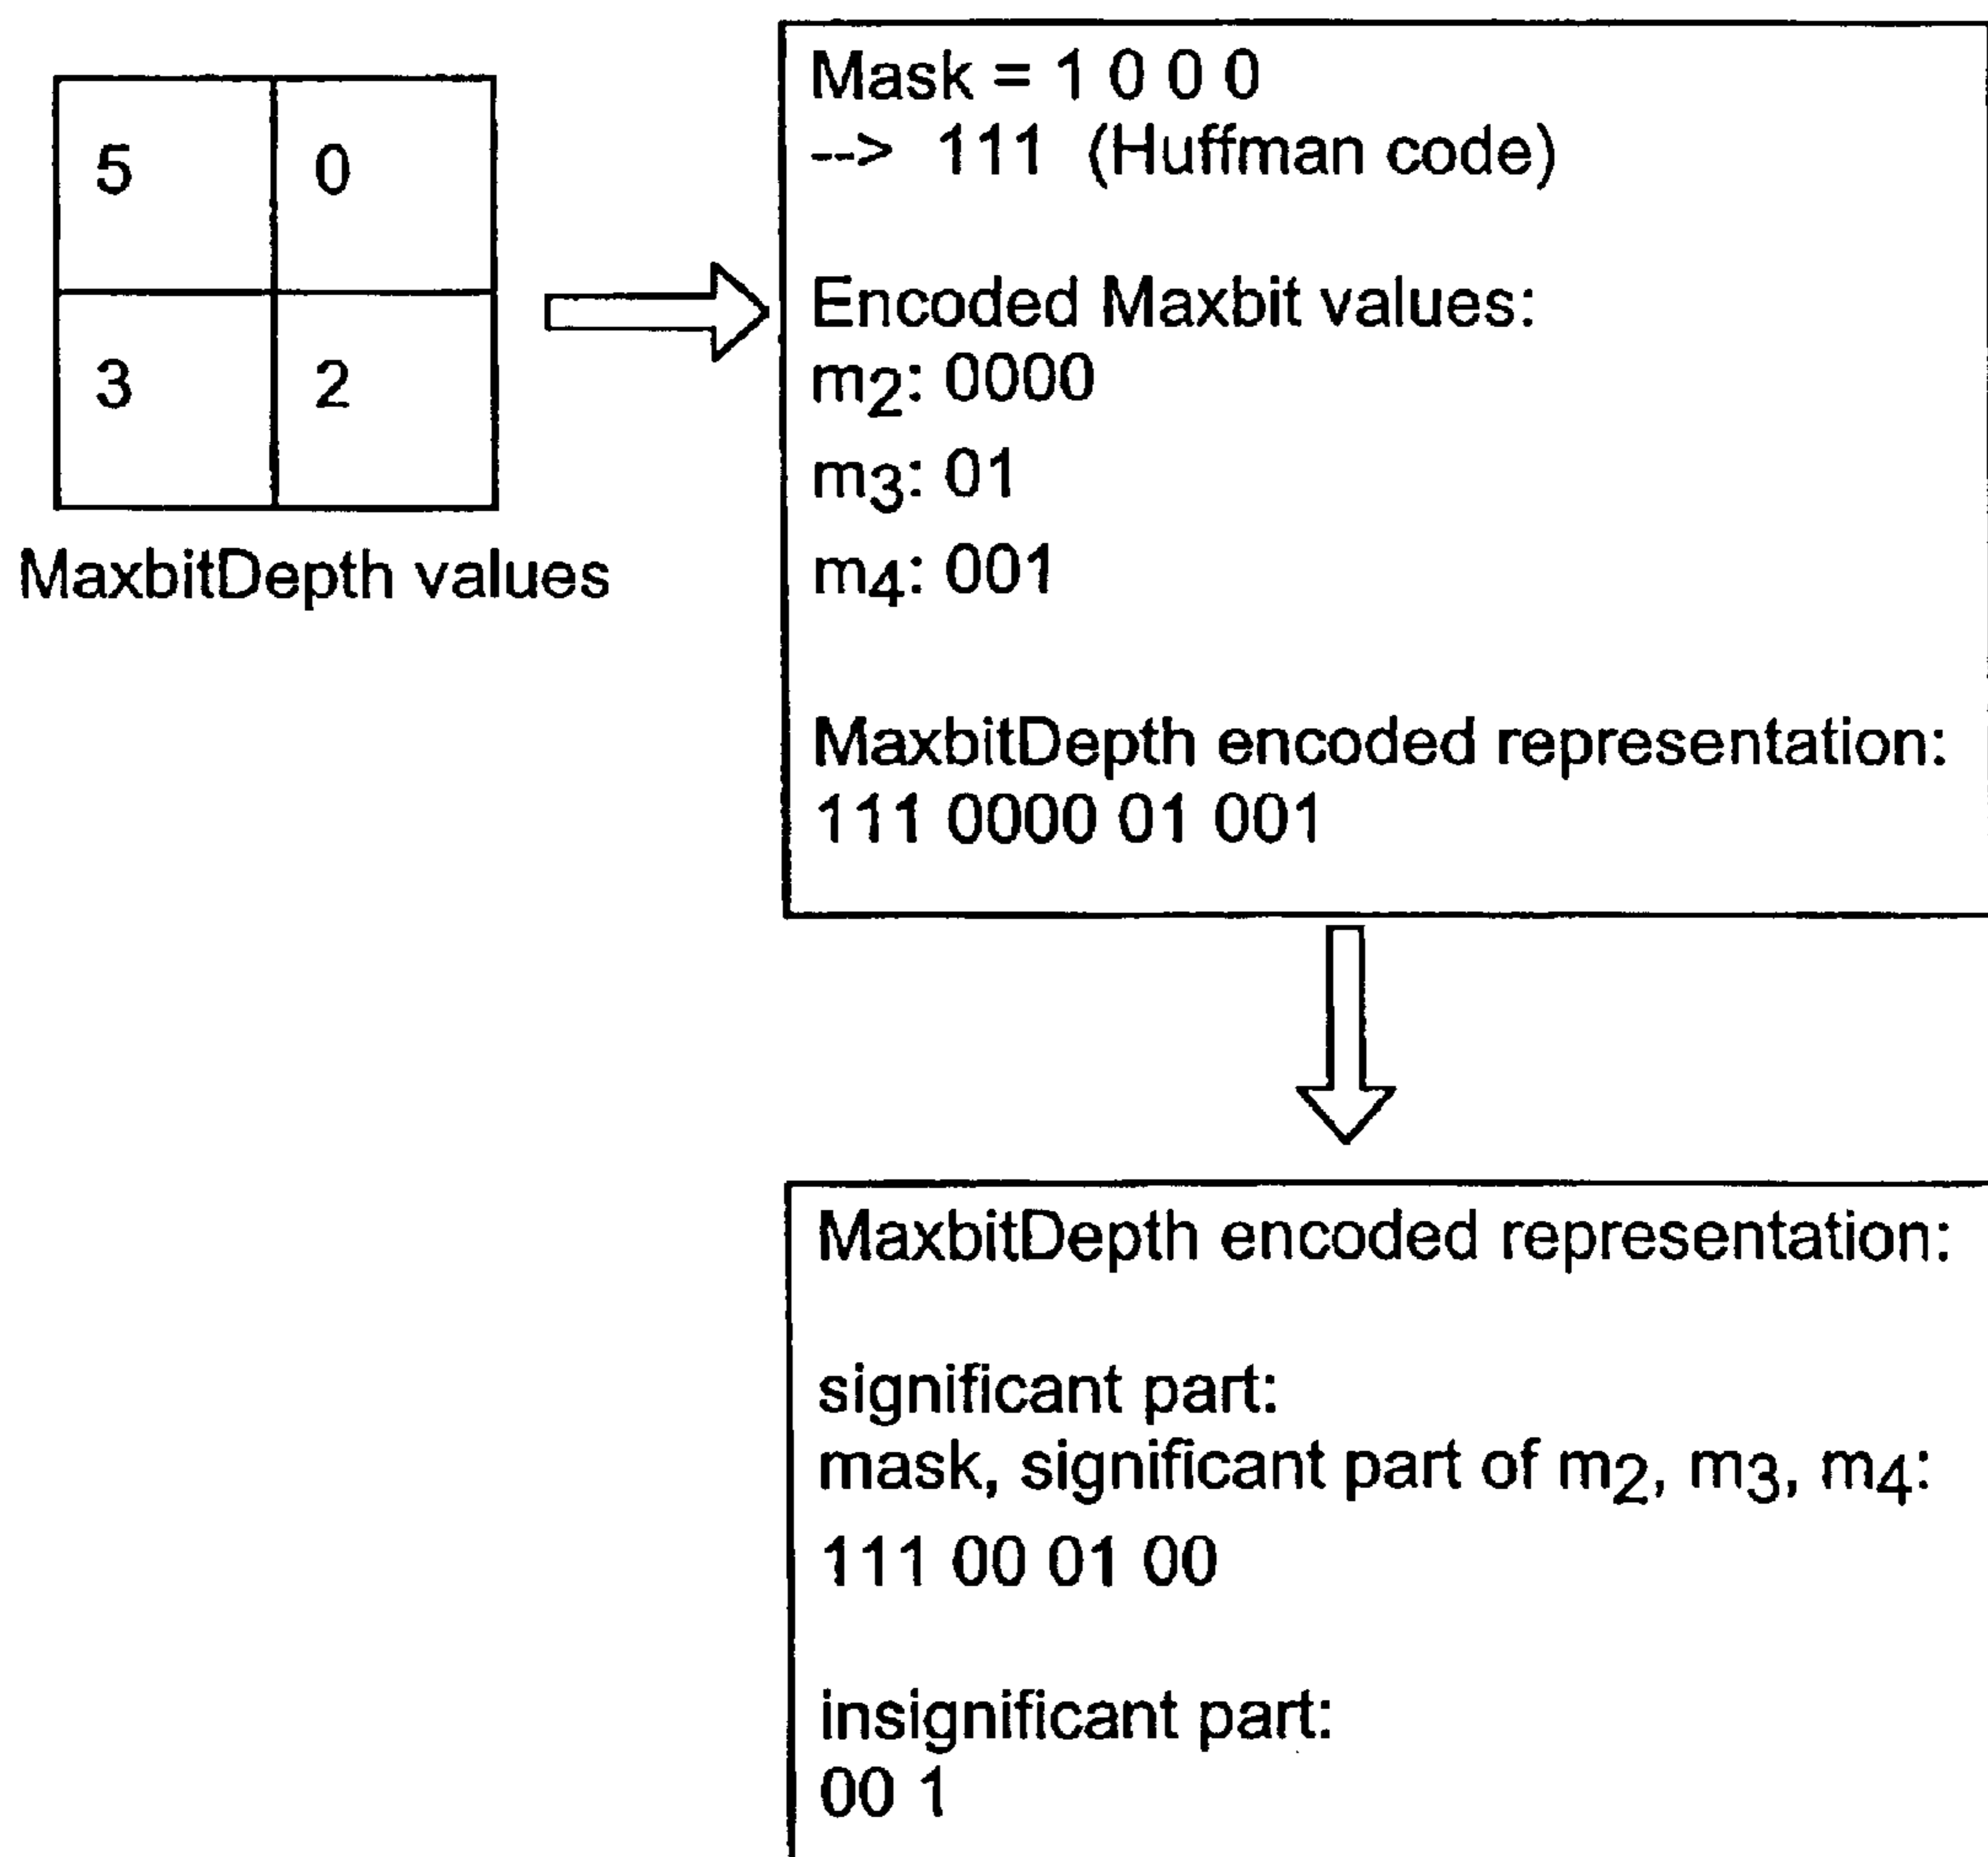 5 0
3 2
MaxbitDepth values
Mask = 1 0 0 0
--> 111 (Huffman code)
Encoded Maxbit values:
m2: 0000
m3: 01
m4: 001
MaxbitDepth encoded representation:
111 0000 01 001
MaxbitDepth encoded representation:
significant part:
mask, significant part of m2, m3, m4:
111 00 01 00
insignificant part:
00 1